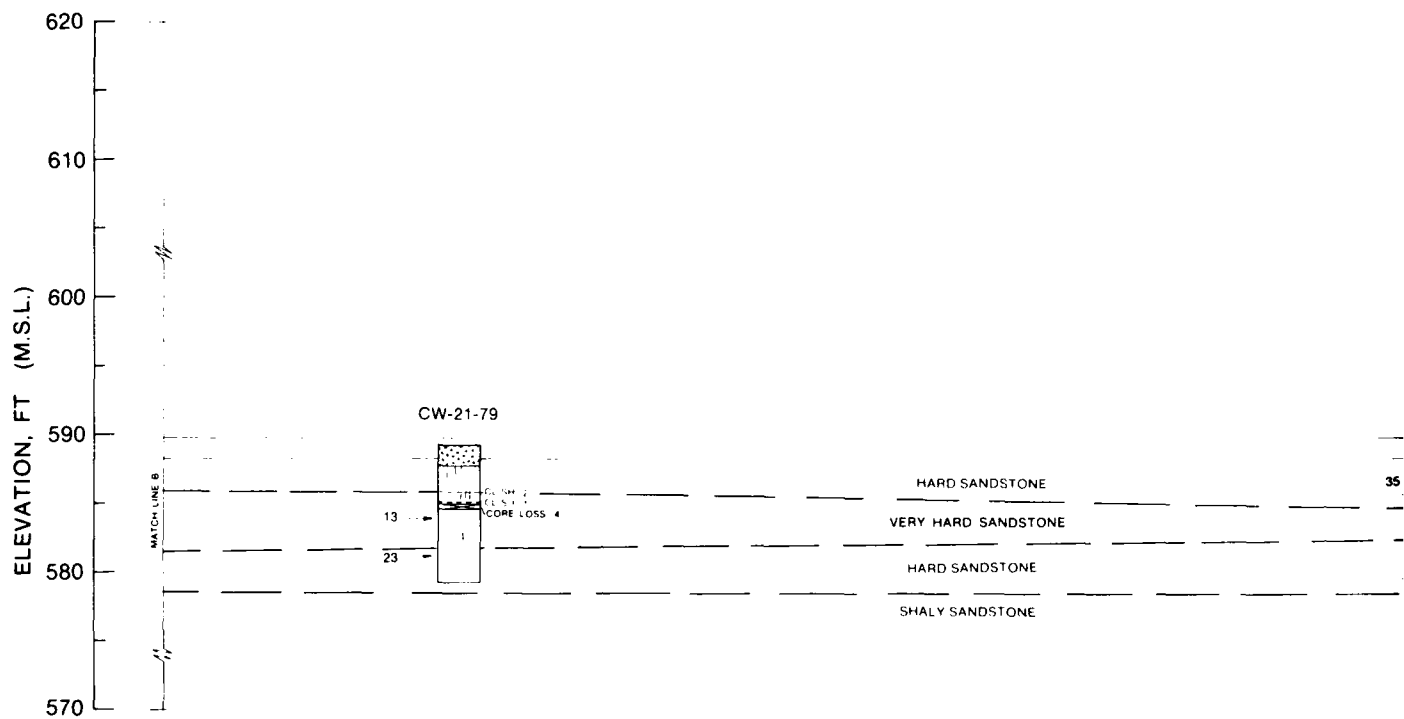 620
610
600
590
580
570
ELEVATION, FT (M.S.L.)
MATCH LINE B
CW-21-79
CORE LOSS .4
13
23
1
HARD SANDSTONE
VERY HARD SANDSTONE
HARD SANDSTONE
SHALY SANDSTONE
35